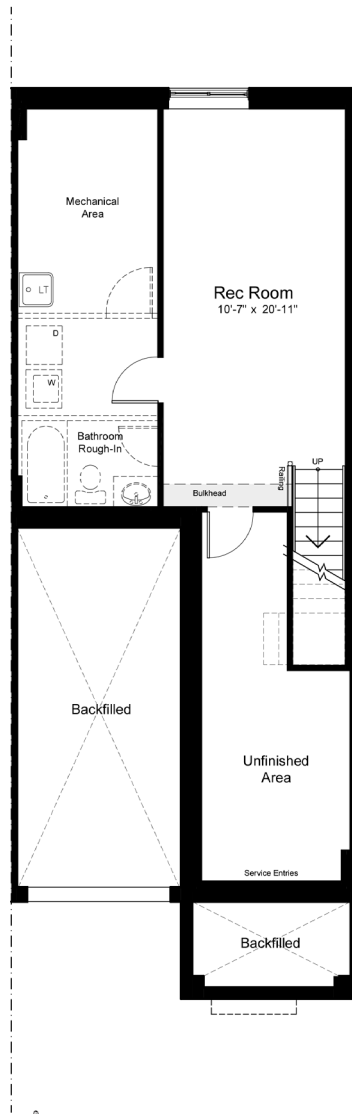 Mechanical
Area
Rec Room
10'-7" x 20'-11"
LT
D
W
Bathroom
Rough-In
UP
Railing
Bulkhead
Backfilled
Unfinished
Area
Service Entries
Backfilled